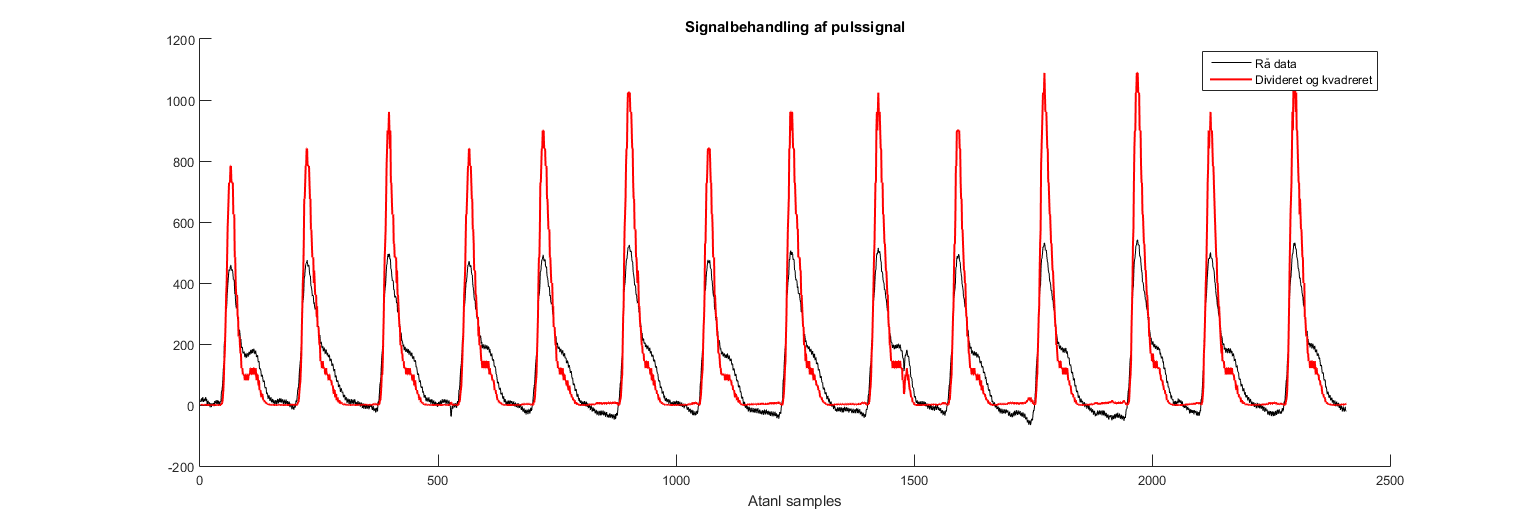 Signalbehandling af pulssignal
1200
1000
800
600
400
200
0
-200
Rå data
Divideret og kvadreret
0 500 1000 1500 2000 2500
Atanl samples